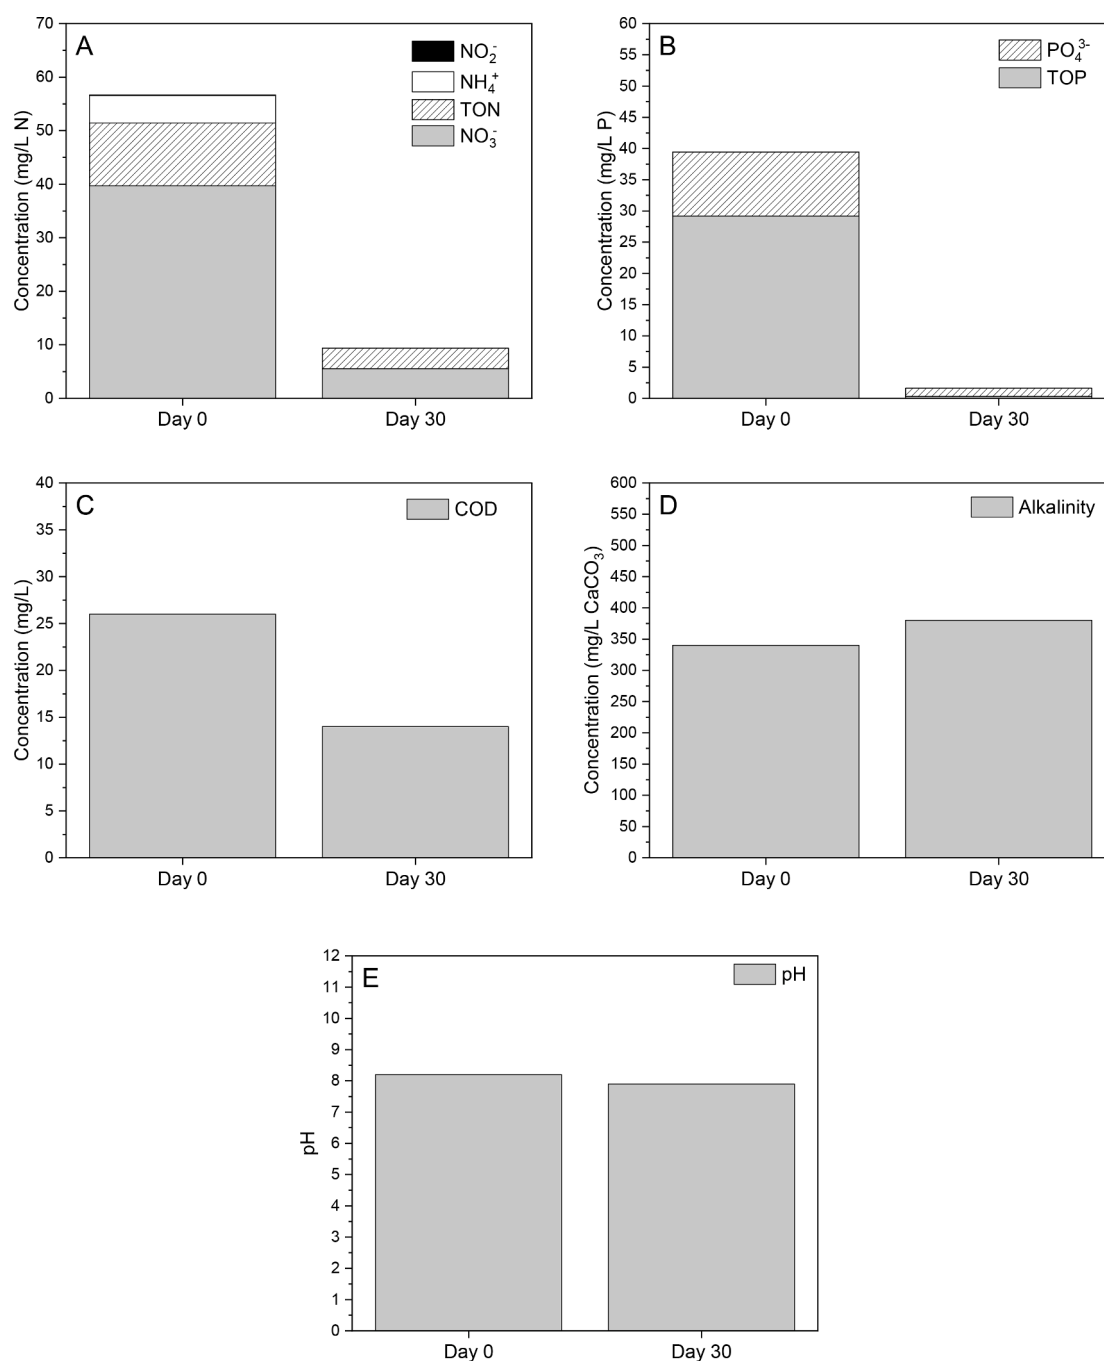 A
NO₂⁻
NH₄⁺
TON
NO₃⁻
Concentration (mg/L N)
70
60
50
40
30
20
10
0
Day 0 Day 30
B
PO₄³⁻
TOP
Concentration (mg/L P)
60
55
50
45
40
35
30
25
20
15
10
5
0
Day 0 Day 30
C
COD
Concentration (mg/L)
40
35
30
25
20
15
10
5
0
Day 0 Day 30
D
Alkalinity
Concentration (mg/L CaCO₃)
600
550
500
450
400
350
300
250
200
150
100
50
0
Day 0 Day 30
E
pH
pH
12
11
10
9
8
7
6
5
4
3
2
1
0
Day 0 Day 30